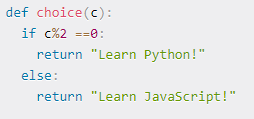 def choice(c):
  if c%2 ==0:
    return "Learn Python!"
  else:
    return "Learn JavaScript!"